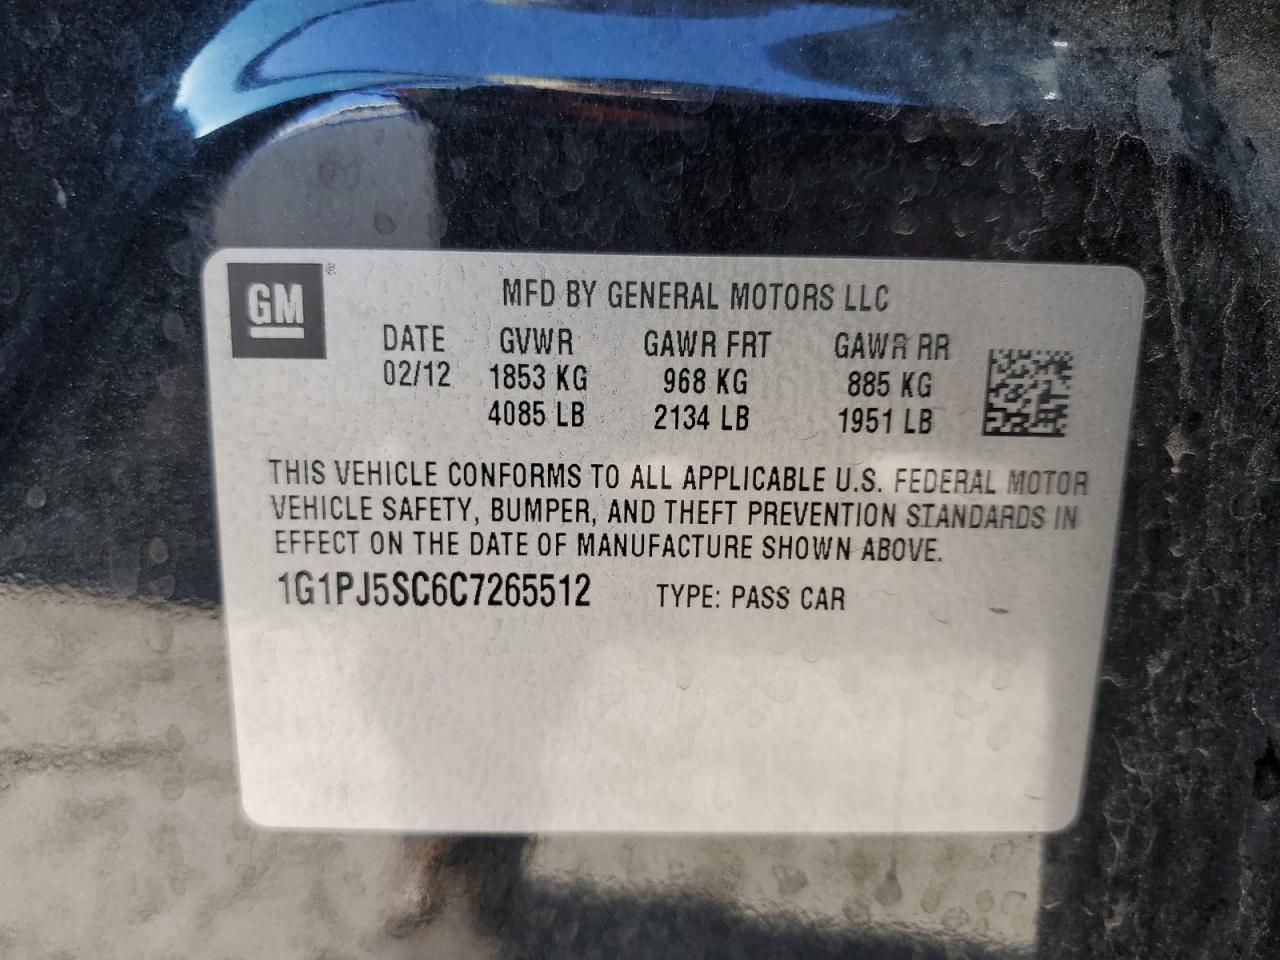 GM ®
MFD BY GENERAL MOTORS LLC
DATE GVWR GAWR FRT GAWR RR
02/12 1853 KG 968 KG 885 KG
4085 LB 2134 LB 1951 LB
THIS VEHICLE CONFORMS TO ALL APPLICABLE U.S. FEDERAL MOTOR
VEHICLE SAFETY, BUMPER, AND THEFT PREVENTION STANDARDS IN
EFFECT ON THE DATE OF MANUFACTURE SHOWN ABOVE.
1G1PJ5SC6C7265512 TYPE: PASS CAR